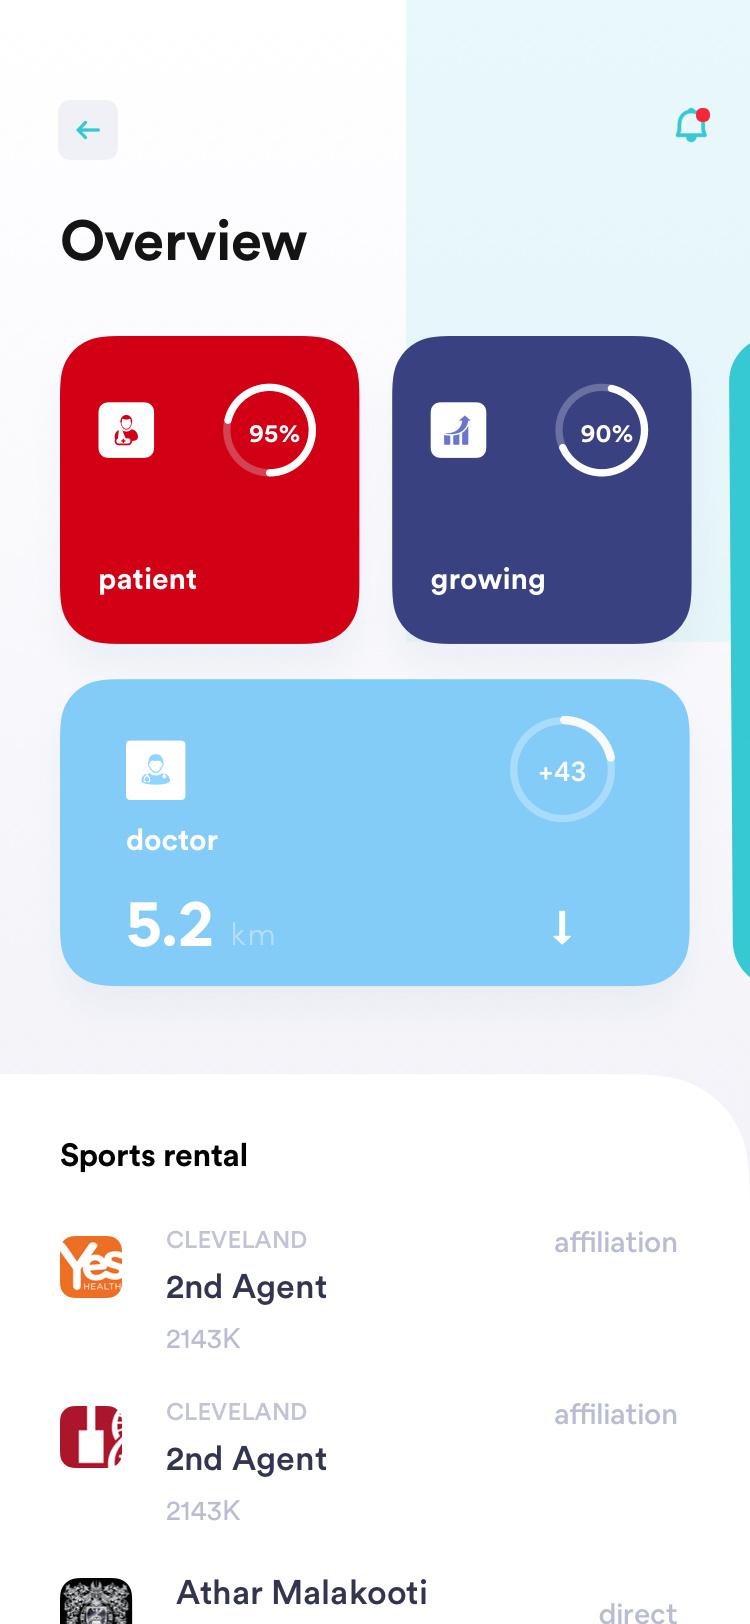 Overview
95%
90%
patient
growing
+43
doctor
5.2 km
Sports rental
Yes
HEALTH
CLEVELAND
affiliation
2nd Agent
2143K
CLEVELAND
affiliation
2nd Agent
2143K
Athar Malakooti
direct